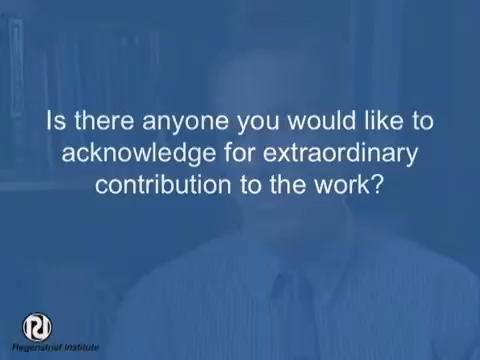 Is there anyone you would like to
acknowledge for extraordinary
contribution to the work?
Regenstrief Institute